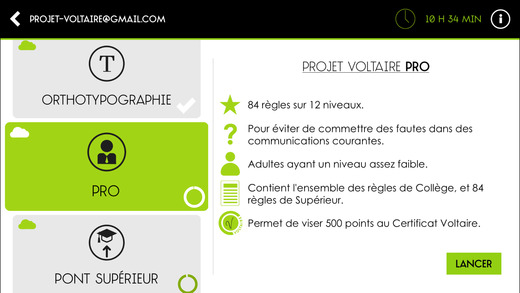 PROJET-VOLTAIRE@GMAIL.COM
10 H 34 MIN
T
ORTHOTYPOGRAPHIE
PRO
PONT SUPÉRIEUR
PROJET VOLTAIRE PRO
84 règles sur 12 niveaux.
Pour éviter de commettre des fautes dans des
communications courantes.
Adultes ayant un niveau assez faible.
Contient l'ensemble des règles de Collège, et 84
règles de Supérieur.
Permet de viser 500 points au Certificat Voltaire.
LANCER